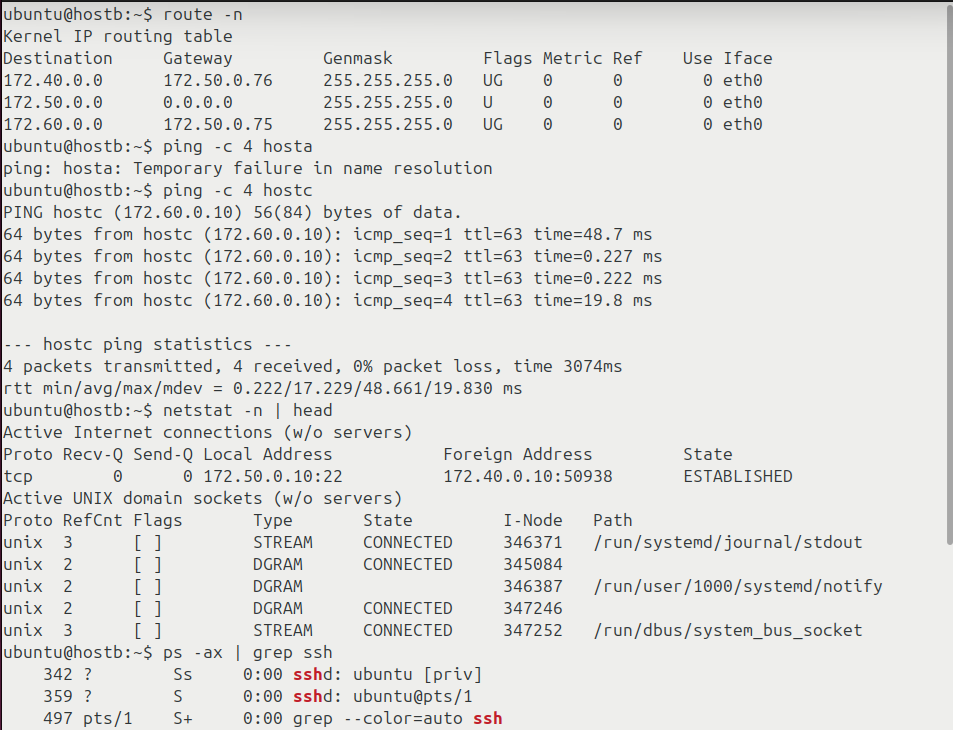 ubuntu@hostb:~$ route -n
Kernel IP routing table
Destination     Gateway         Genmask         Flags Metric Ref    Use Iface
172.40.0.0      172.50.0.76     255.255.255.0   UG    0      0        0 eth0
172.50.0.0      0.0.0.0         255.255.255.0   U     0      0        0 eth0
172.60.0.0      172.50.0.75     255.255.255.0   UG    0      0        0 eth0
ubuntu@hostb:~$ ping -c 4 hosta
ping: hosta: Temporary failure in name resolution
ubuntu@hostb:~$ ping -c 4 hostc
PING hostc (172.60.0.10) 56(84) bytes of data.
64 bytes from hostc (172.60.0.10): icmp_seq=1 ttl=63 time=48.7 ms
64 bytes from hostc (172.60.0.10): icmp_seq=2 ttl=63 time=0.227 ms
64 bytes from hostc (172.60.0.10): icmp_seq=3 ttl=63 time=0.222 ms
64 bytes from hostc (172.60.0.10): icmp_seq=4 ttl=63 time=19.8 ms

--- hostc ping statistics ---
4 packets transmitted, 4 received, 0% packet loss, time 3074ms
rtt min/avg/max/mdev = 0.222/17.229/48.661/19.830 ms
ubuntu@hostb:~$ netstat -n | head
Active Internet connections (w/o servers)
Proto Recv-Q Send-Q Local Address           Foreign Address         State
tcp        0      0 172.50.0.10:22          172.40.0.10:50938       ESTABLISHED
Active UNIX domain sockets (w/o servers)
Proto RefCnt Flags       Type       State         I-Node   Path
unix  3      [ ]         STREAM     CONNECTED     346371   /run/systemd/journal/stdout
unix  2      [ ]         DGRAM      CONNECTED     345084
unix  2      [ ]         DGRAM                    346387   /run/user/1000/systemd/notify
unix  2      [ ]         DGRAM      CONNECTED     347246
unix  3      [ ]         STREAM     CONNECTED     347252   /run/dbus/system_bus_socket
ubuntu@hostb:~$ ps -ax | grep ssh
    342 ?        Ss     0:00 sshd: ubuntu [priv]
    359 ?        S      0:00 sshd: ubuntu@pts/1
    497 pts/1    S+     0:00 grep --color=auto ssh